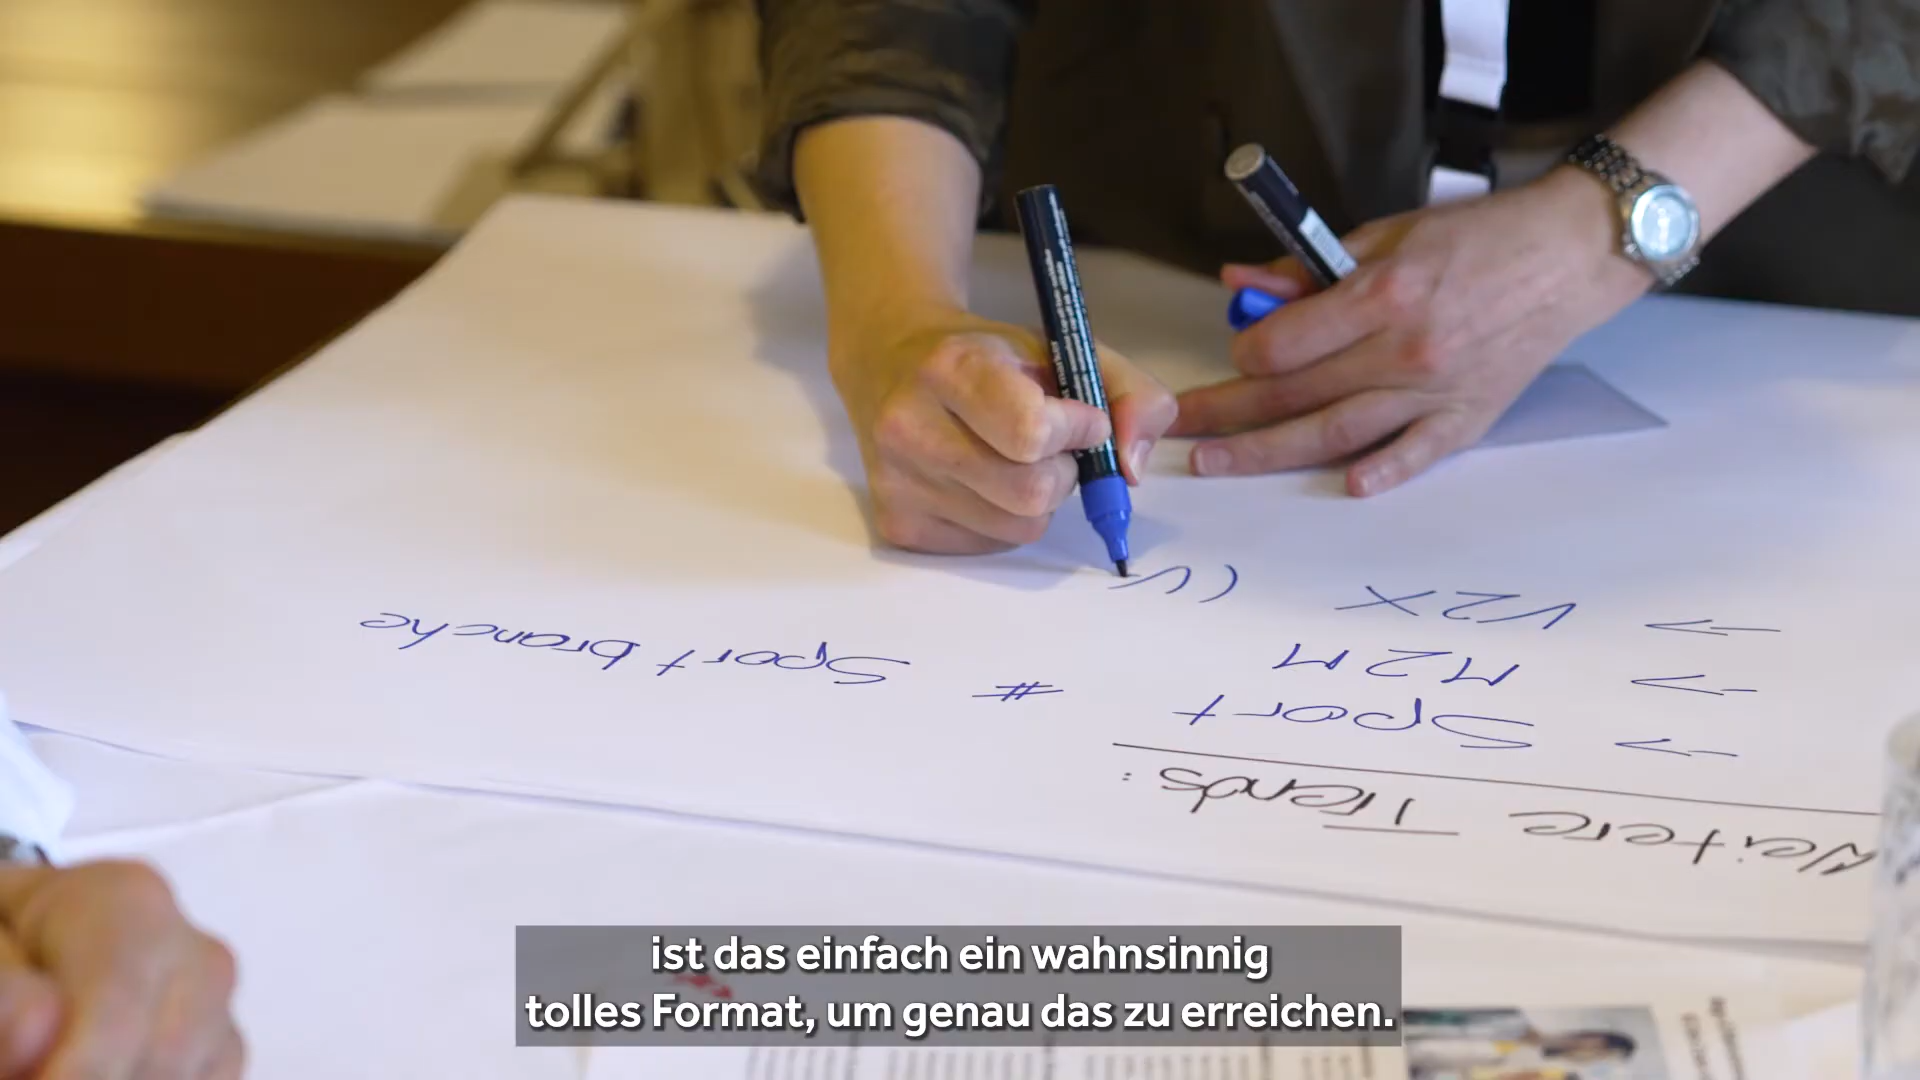 Weitere Trends:
→ Sport # Sportbranche
→ M2M
→ V2X (V
ist das einfach ein wahnsinnig
tolles Format, um genau das zu erreichen.